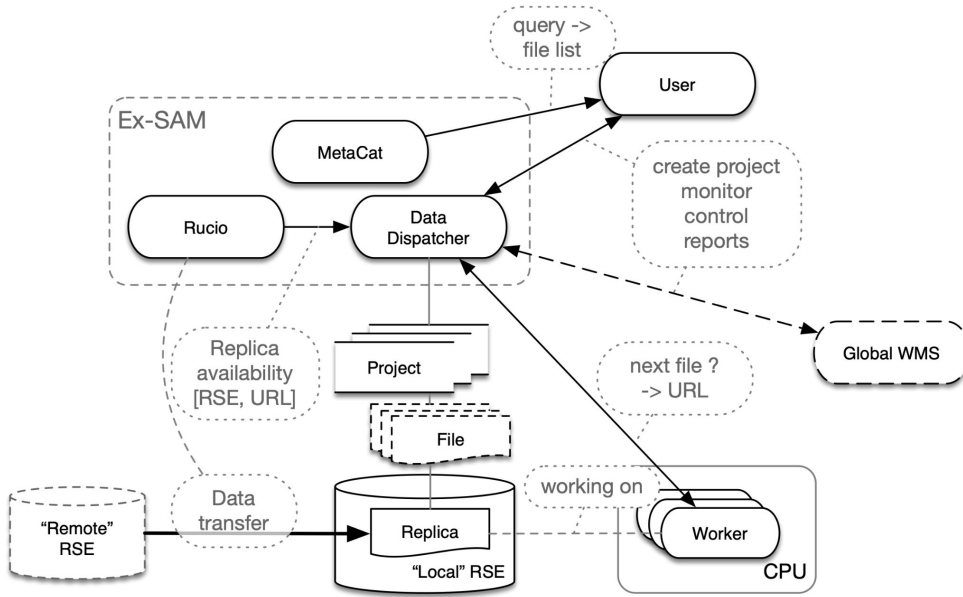 query ->
file list
User
Ex-SAM
MetaCat
create project
monitor
control
reports
Rucio
Data
Dispatcher
Replica
availability
[RSE, URL]
Project
next file ?
-> URL
Global WMS
File
Data
transfer
working on
"Remote"
RSE
Replica
"Local" RSE
Worker
CPU